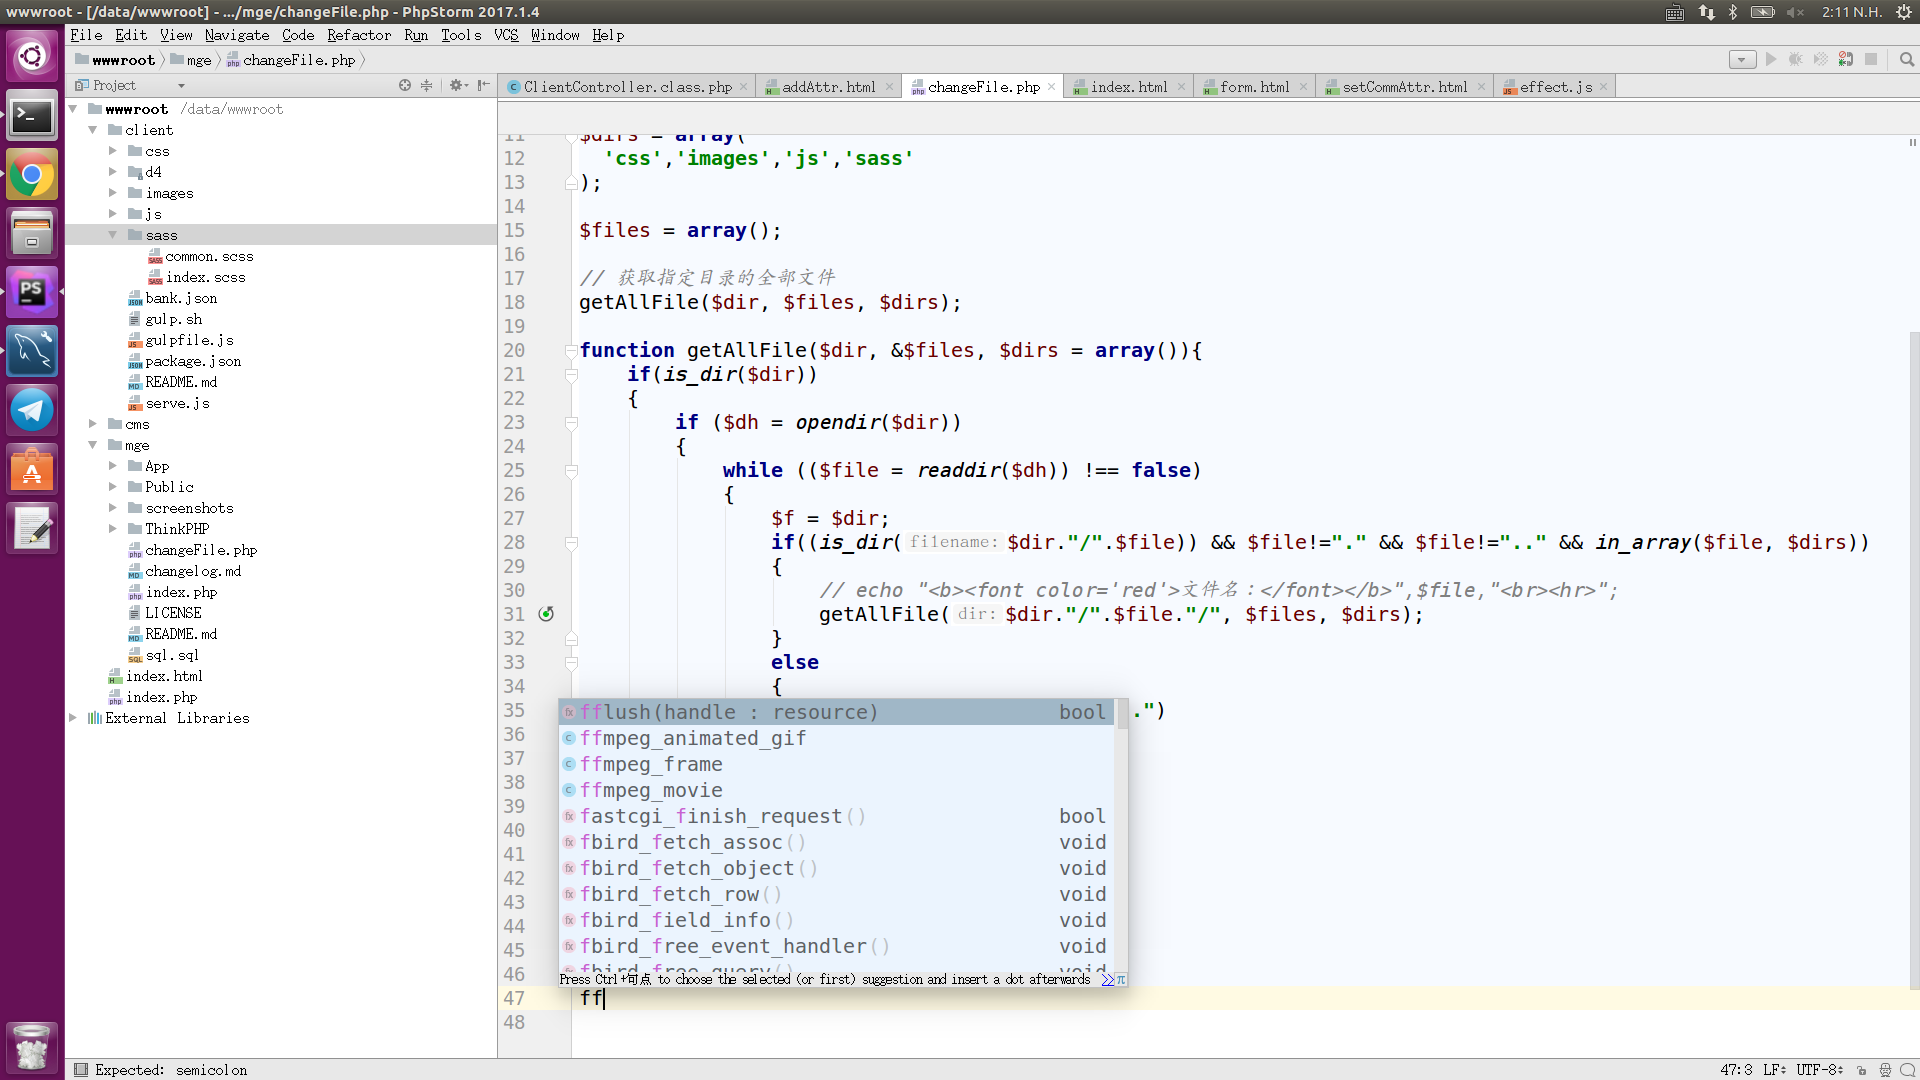 wwwroot - [/data/wwwroot] - .../mge/changeFile.php - PhpStorm 2017.1.4
2:11 N.H.
File Edit View Navigate Code Refactor Run Tools VCS Window Help
wwwroot mge changeFile.php
Project
ClientController.class.php addAttr.html changeFile.php index.html form.html setCommAttr.html effect.js
wwwroot /data/wwwroot
client
css
d4
images
js
sass
common.scss
index.scss
bank.json
gulp.sh
gulpfile.js
package.json
README.md
serve.js
cms
mge
App
Public
screenshots
ThinkPHP
changeFile.php
changelog.md
index.php
LICENSE
README.md
sql.sql
index.html
index.php
External Libraries
11 $dirs = array(
12 'css','images','js','sass'
13 );
14
15 $files = array();
16
17 // 获取指定目录的全部文件
18 getAllFile($dir, $files, $dirs);
19
20 function getAllFile($dir, &$files, $dirs = array()){
21 if(is_dir($dir))
22 {
23 if ($dh = opendir($dir))
24 {
25 while (($file = readdir($dh)) !== false)
26 {
27 $f = $dir;
28 if((is_dir( filename: $dir."/".$file)) && $file!="." && $file!=".." && in_array($file, $dirs))
29 {
30 // echo "<b><font color='red'>文件名：</font></b>",$file,"<br><hr>";
31 getAllFile( dir: $dir."/".$file."/", $files, $dirs);
32 }
33 else
34 {
35 .")
36
37
38
39
40
41
42
43
44
45
46
fflush(handle : resource) bool
ffmpeg_animated_gif
ffmpeg_frame
ffmpeg_movie
fastcgi_finish_request() bool
fbird_fetch_assoc() void
fbird_fetch_object() void
fbird_fetch_row() void
fbird_field_info() void
fbird_free_event_handler() void
fbird_free_query() void
Press Ctrl+句点 to choose the selected (or first) suggestion and insert a dot afterwards >> π
47 ff
48
Expected: semicolon
47:3 LF UTF-8